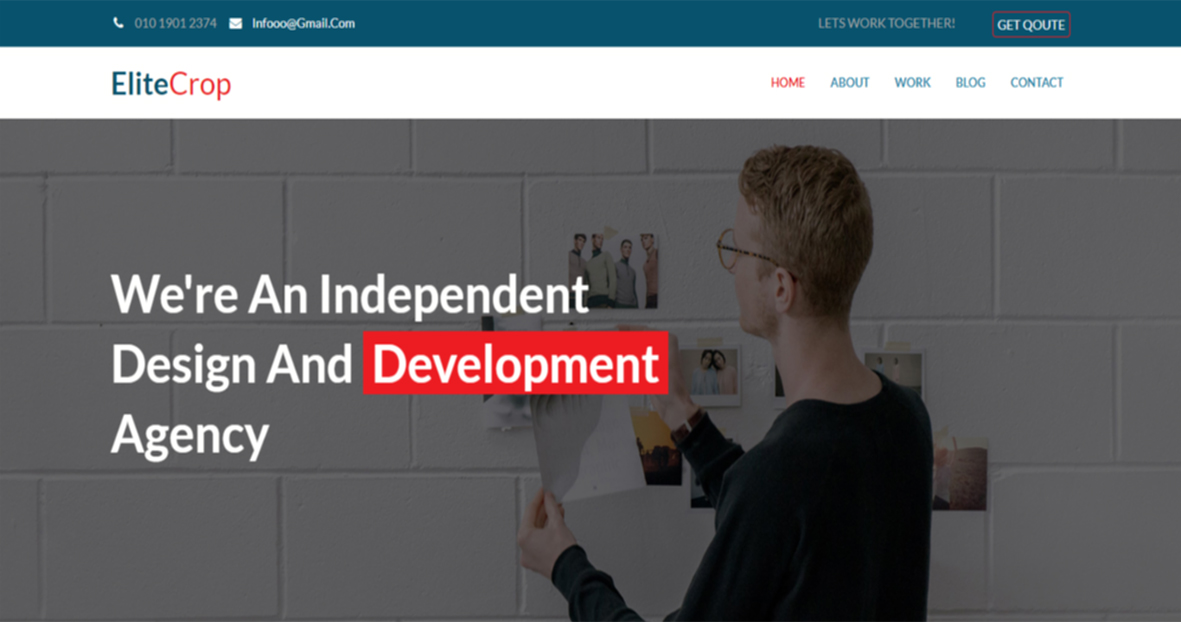 010 1901 2374 Infooo@Gmail.Com LETS WORK TOGETHER! GET QOUTE
EliteCrop HOME ABOUT WORK BLOG CONTACT
We're An Independent
Design And Development
Agency